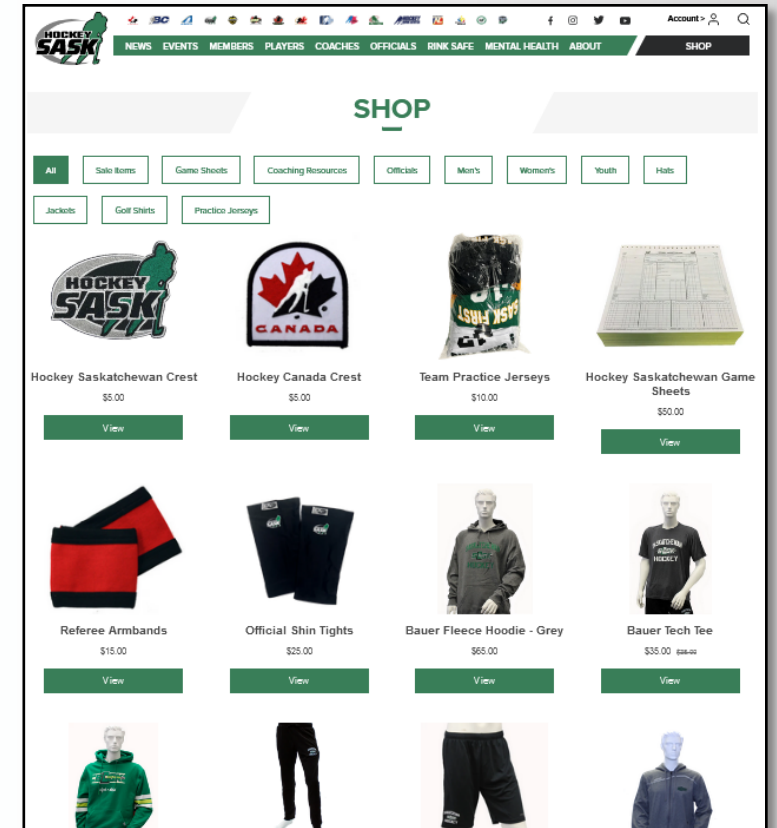 HOCKEY
SASK
BC
Account >
NEWS EVENTS MEMBERS PLAYERS COACHES OFFICIALS RINK SAFE MENTAL HEALTH ABOUT SHOP
SHOP
All Sale Items Game Sheets Coaching Resources Officials Men's Women's Youth Hats
Jackets Golf Shirts Practice Jerseys
HOCKEY
SASK
CANADA
SASK FIRST
Hockey Saskatchewan Crest
$5.00
View
Hockey Canada Crest
$5.00
View
Team Practice Jerseys
$10.00
View
Hockey Saskatchewan Game
Sheets
$50.00
View
HOCKEY
Referee Armbands
$15.00
View
Official Shin Tights
$25.00
View
Bauer Fleece Hoodie - Grey
$65.00
View
Bauer Tech Tee
$35.00
View